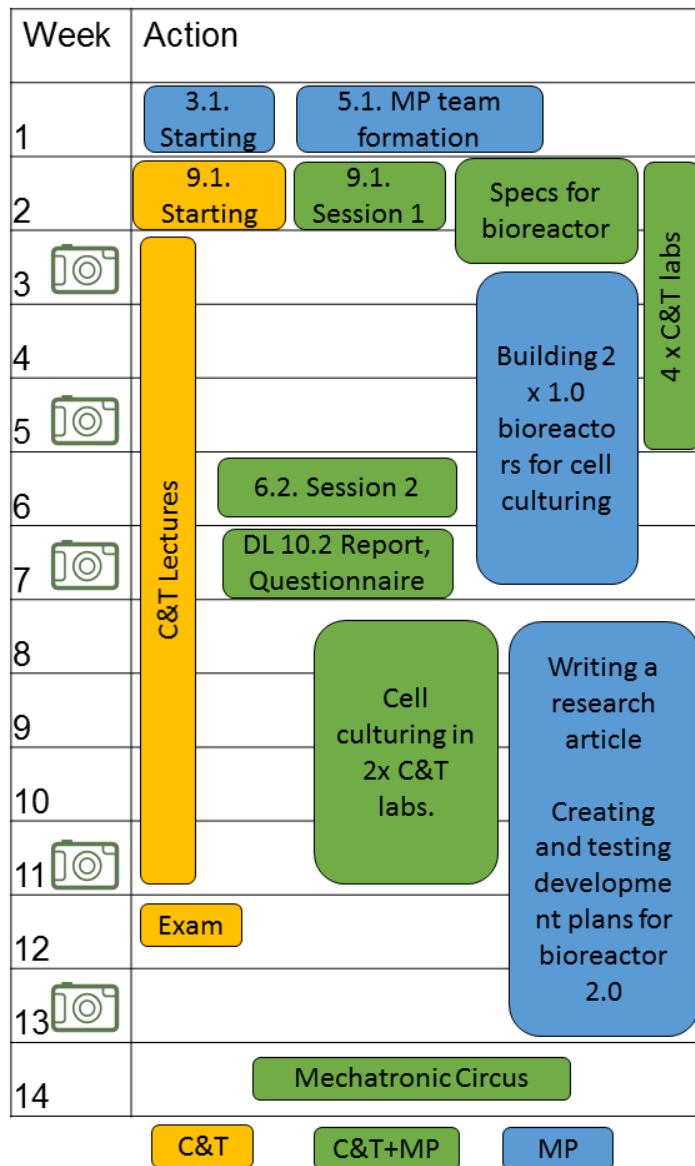 Week Action
1
3.1.
Starting
5.1. MP team
formation
2
9.1.
Starting
9.1.
Session 1
Specs for
bioreactor
4 x C&T labs
3
C&T Lectures
Building 2
x 1.0
bioreacto
rs for cell
culturing
4
5
6
6.2. Session 2
7
DL 10.2 Report,
Questionnaire
8
Cell
culturing in
2x C&T
labs.
Writing a
research
article
Creating
and testing
developme
nt plans for
bioreactor
2.0
9
10
11
12
Exam
13
14
Mechatronic Circus
C&T
C&T+MP
MP